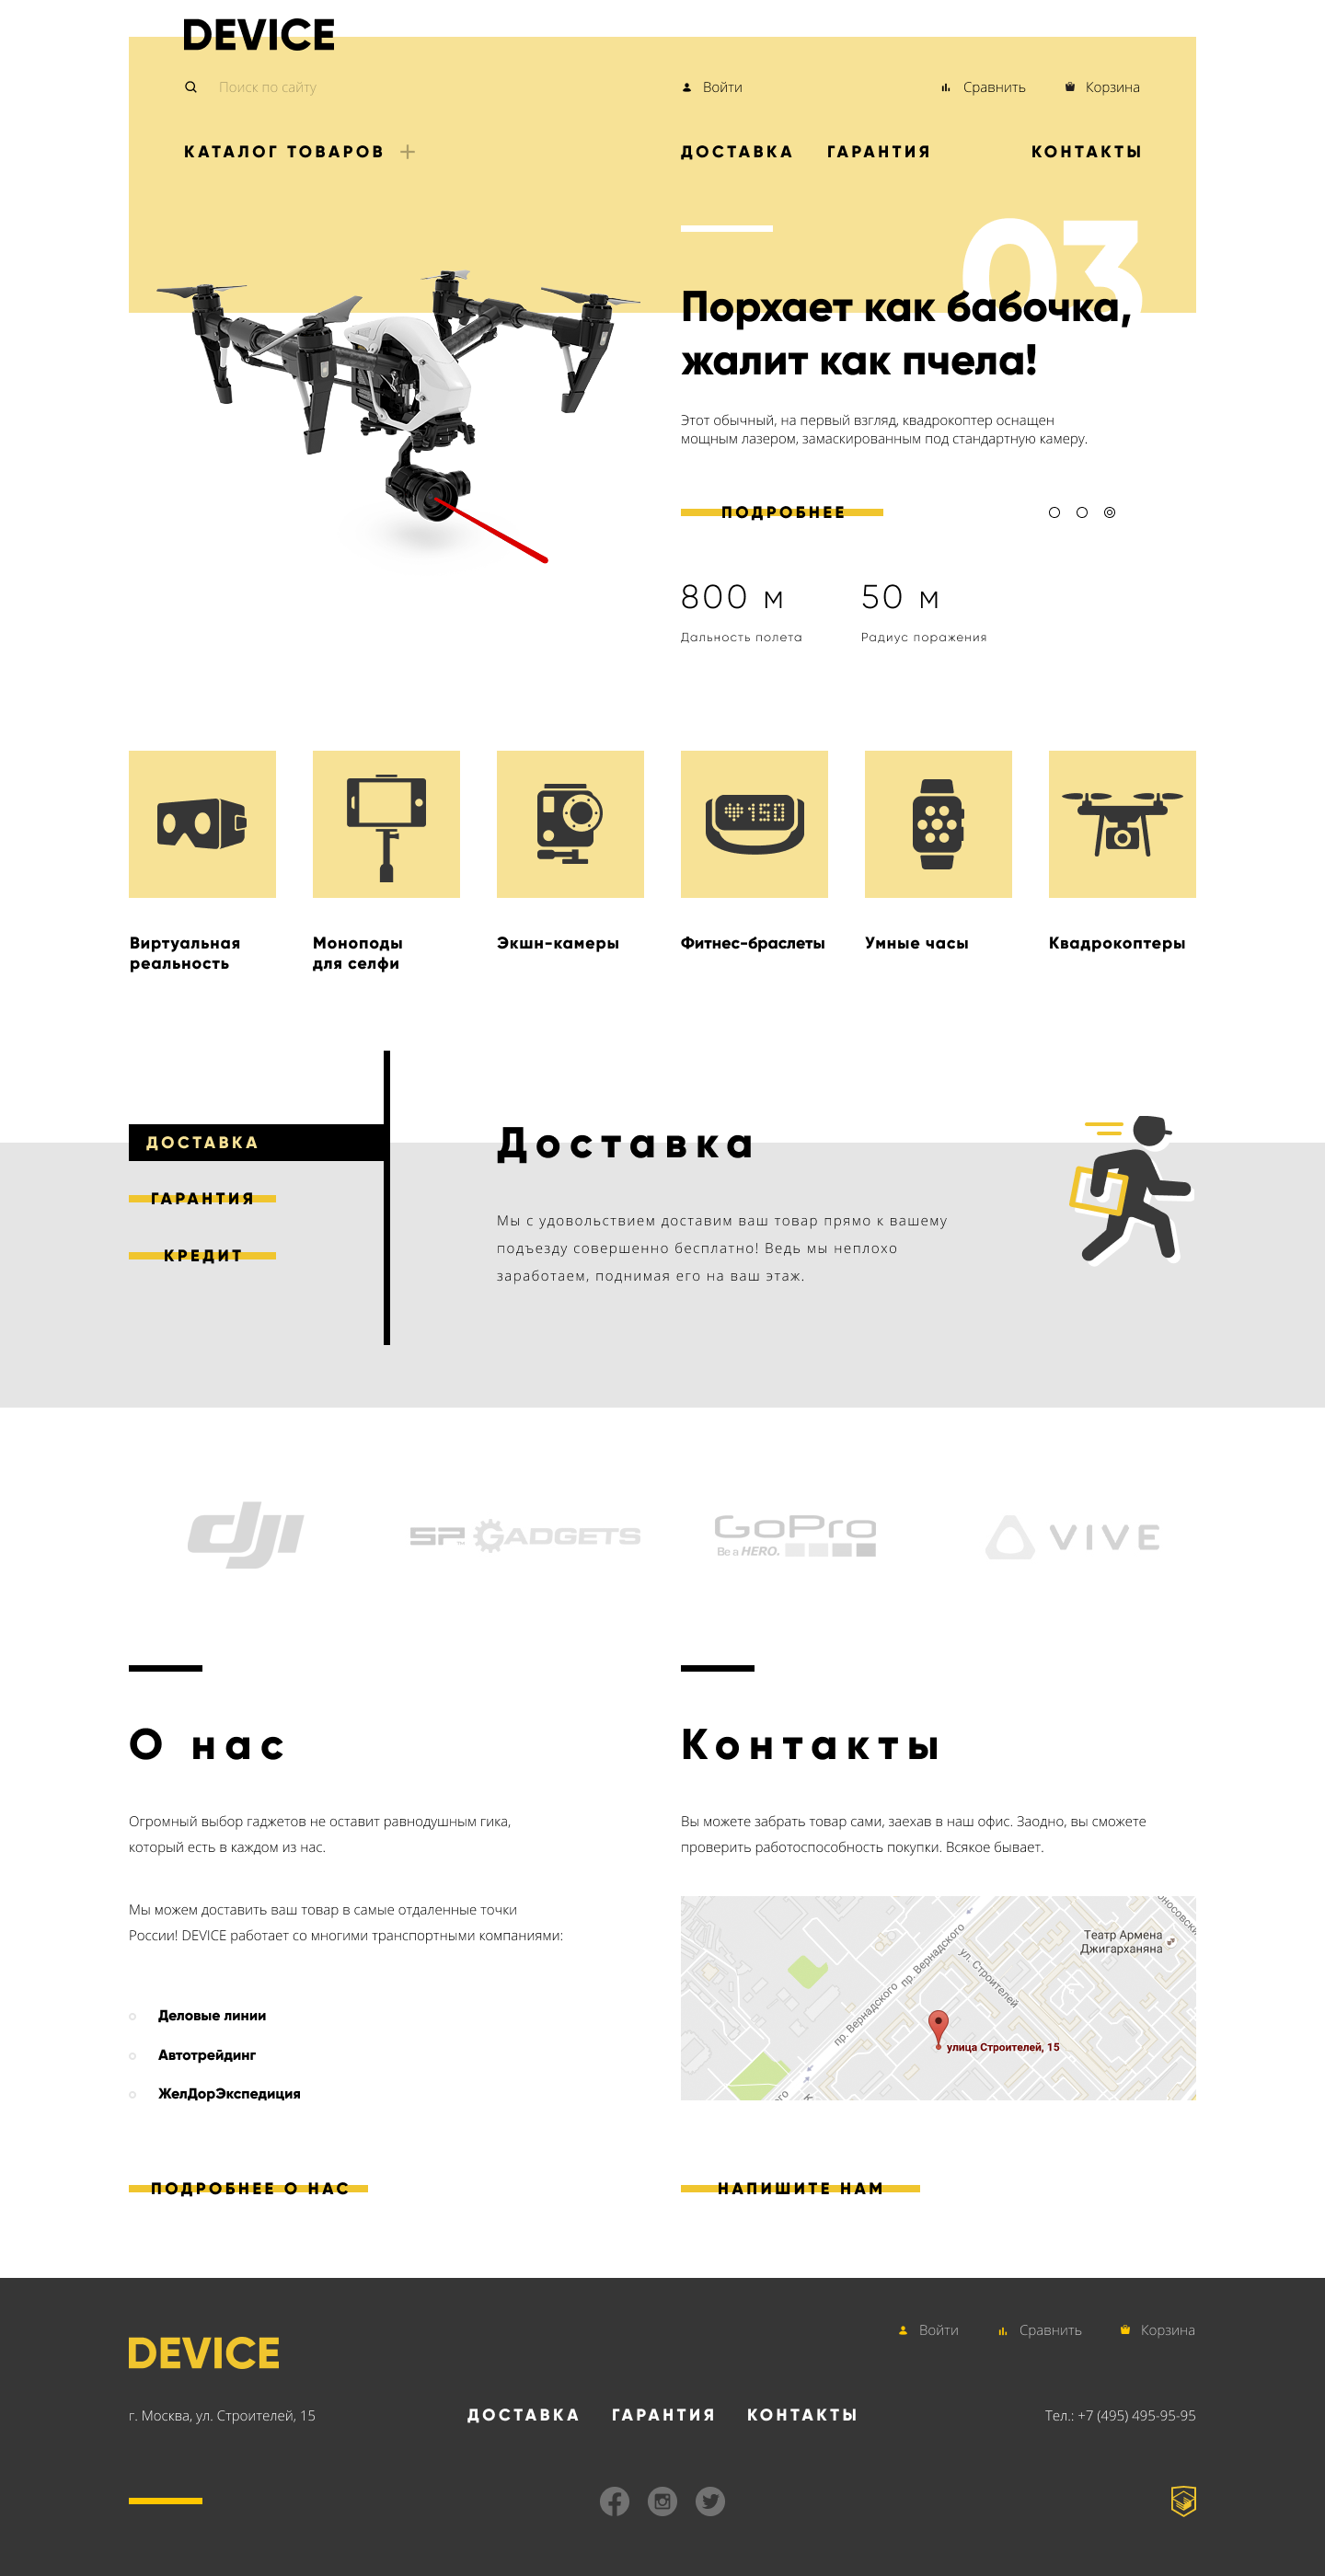 DEVICE
Поиск по сайту
Войти
Сравнить
Корзина
КАТАЛОГ ТОВАРОВ
ДОСТАВКА
ГАРАНТИЯ
КОНТАКТЫ
03
Порхает как бабочка,
жалит как пчела!
Этот обычный, на первый взгляд, квадрокоптер оснащен
мощным лазером, замаскированным под стандартную камеру.
ПОДРОБНЕЕ
800 м
50 м
Дальность полета
Радиус поражения
150
Виртуальная
реальность
Моноподы
для селфи
Экшн-камеры
Фитнес-браслеты
Умные часы
Квадрокоптеры
ДОСТАВКА
ГАРАНТИЯ
КРЕДИТ
Доставка
Мы с удовольствием доставим ваш товар прямо к вашему
подъезду совершенно бесплатно! Ведь мы неплохо
заработаем, поднимая его на ваш этаж.
dji
SP GADGETS
GoPro
Be a HERO.
VIVE
О нас
Огромный выбор гаджетов не оставит равнодушным гика,
который есть в каждом из нас.
Мы можем доставить ваш товар в самые отдаленные точки
России! DEVICE работает со многими транспортными компаниями:
Деловые линии
Автотрейдинг
ЖелДорЭкспедиция
ПОДРОБНЕЕ О НАС
Контакты
Вы можете забрать товар сами, заехав в наш офис. Заодно, вы сможете
проверить работоспособность покупки. Всякое бывает.
Театр Армена
Джигарханяна
пр. Вернадского
ул. Строителей
пр. Вернадского
улица Строителей, 15
НАПИШИТЕ НАМ
Войти
Сравнить
Корзина
DEVICE
г. Москва, ул. Строителей, 15
ДОСТАВКА
ГАРАНТИЯ
КОНТАКТЫ
Тел.: +7 (495) 495-95-95